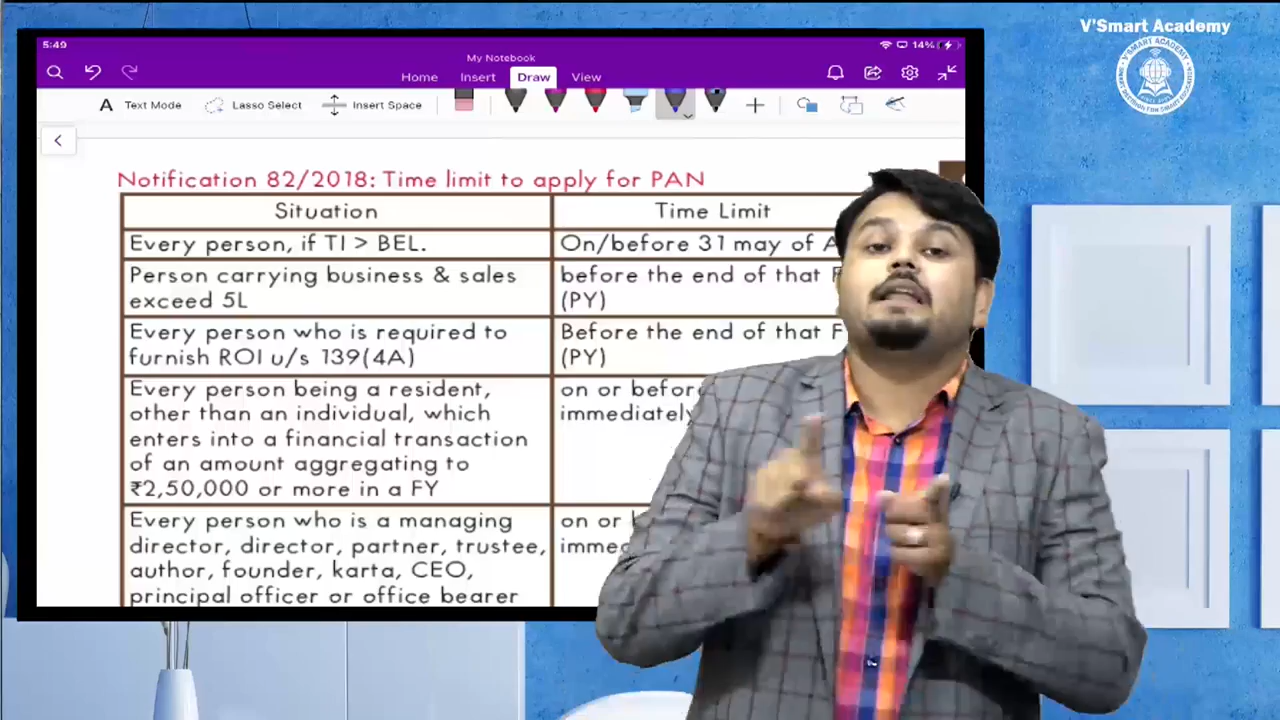 V'Smart Academy
5:49
14%
My Notebook
Home Insert Draw View
Text Mode Lasso Select Insert Space
Notification 82/2018: Time limit to apply for PAN
Situation Time Limit
Every person, if TI > BEL. On/before 31 may of A
Person carrying business & sales before the end of that F
exceed 5L (PY)
Every person who is required to Before the end of that F
furnish ROI u/s 139(4A) (PY)
Every person being a resident, on or before
other than an individual, which immediately
enters into a financial transaction
of an amount aggregating to
₹2,50,000 or more in a FY
Every person who is a managing on or
director, director, partner, trustee, immed
author, founder, karta, CEO,
principal officer or office bearer